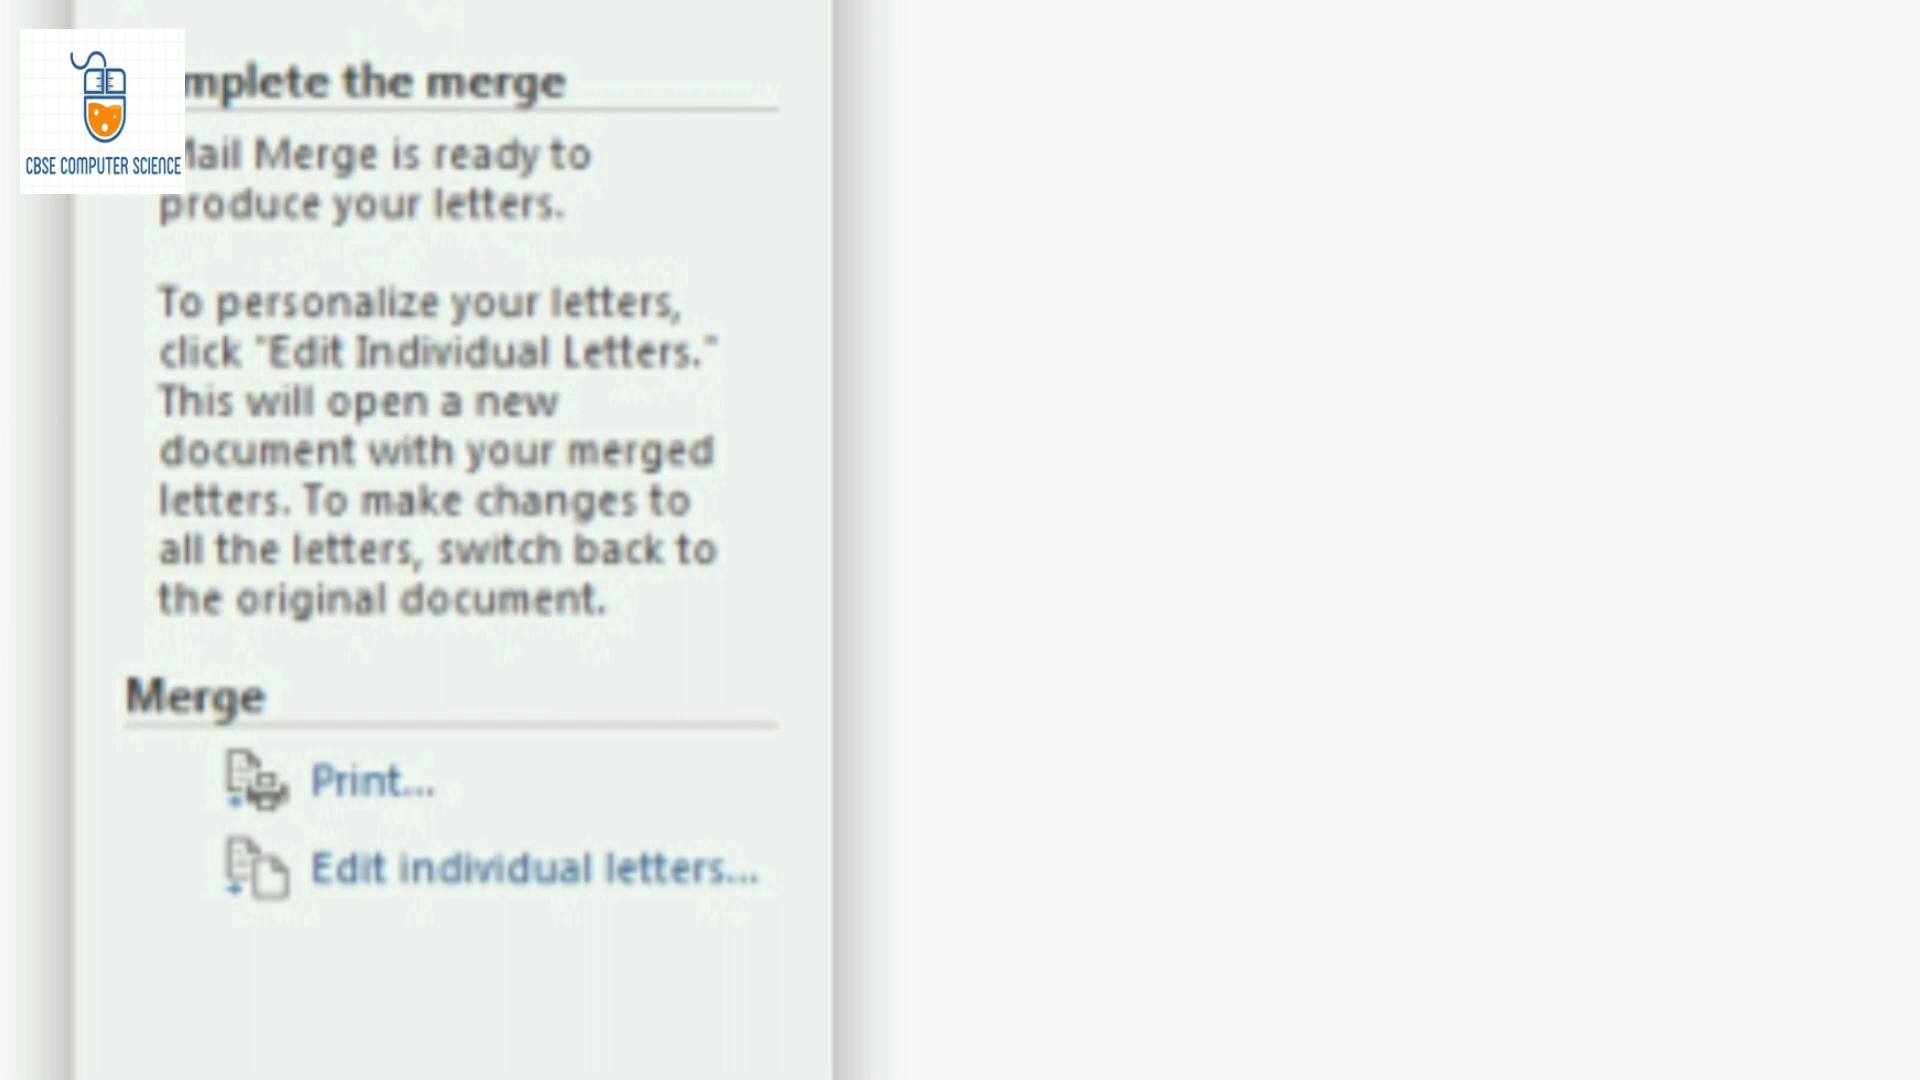 CBSE COMPUTER SCIENCE
mplete the merge
Mail Merge is ready to
produce your letters.
To personalize your letters,
click "Edit Individual Letters."
This will open a new
document with your merged
letters. To make changes to
all the letters, switch back to
the original document.
Merge
Print...
Edit individual letters...